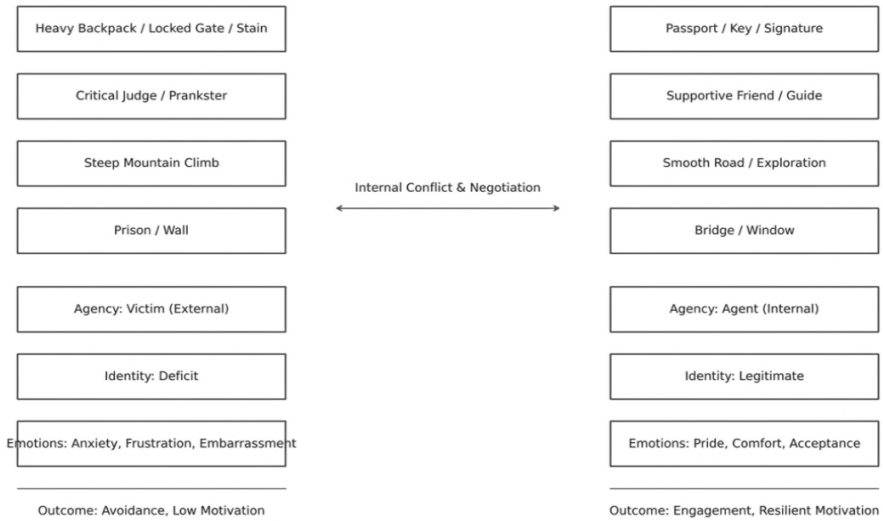 Heavy Backpack / Locked Gate / Stain
Passport / Key / Signature
Critical Judge / Prankster
Supportive Friend / Guide
Steep Mountain Climb
Smooth Road / Exploration
Internal Conflict & Negotiation
Prison / Wall
Bridge / Window
Agency: Victim (External)
Agency: Agent (Internal)
Identity: Deficit
Identity: Legitimate
Emotions: Anxiety, Frustration, Embarrassment
Emotions: Pride, Comfort, Acceptance
Outcome: Avoidance, Low Motivation
Outcome: Engagement, Resilient Motivation